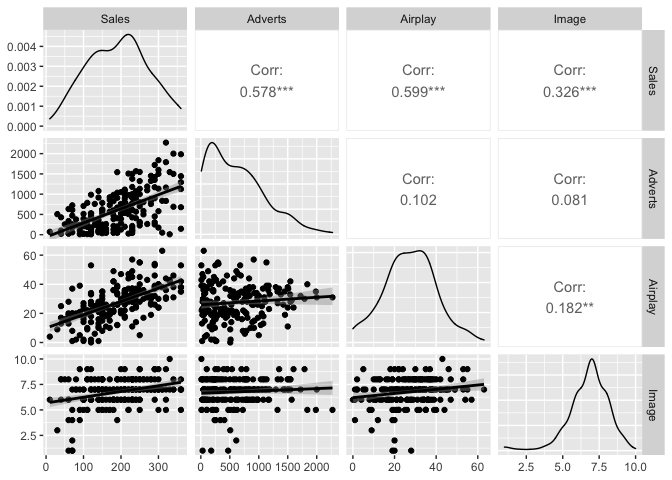 Sales Adverts Airplay Image
0.004
0.003
0.002
0.001
0.000
Corr:
0.578***
Corr:
0.599***
Corr:
0.326***
Sales
2000
1500
1000
500
0
Corr:
0.102
Corr:
0.081
Adverts
60
40
20
0
Corr:
0.182**
Airplay
10.0
7.5
5.0
2.5
Image
0 100 200 300 0 500 1000 1500 2000 0 20 40 60 2.5 5.0 7.5 10.0